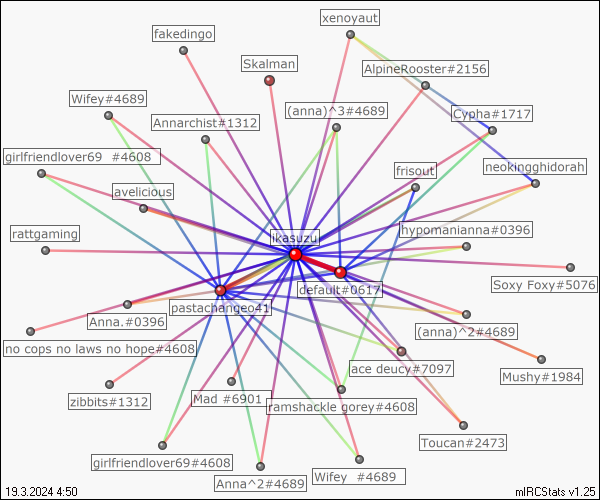 xenoyaut
fakedingo
Skalman
AlpineRooster#2156
Wifey#4689
Annarchist#1312
(anna)^3#4689
Cypha#1717
girlfriendlover69 #4608
frisout
neokingghidorah
avelicious
rattgaming
ikasuzu
hypomanianna#0396
Soxy Foxy#5076
default#0617
pastachangeo41
Anna.#0396
(anna)^2#4689
no cops no laws no hope#4608
ace deucy#7097
Mushy#1984
zibbits#1312
Mad #6901
ramshackle gorey#4608
Toucan#2473
girlfriendlover69#4608
Anna^2#4689
Wifey #4689
19.3.2024 4:50
mIRCStats v1.25